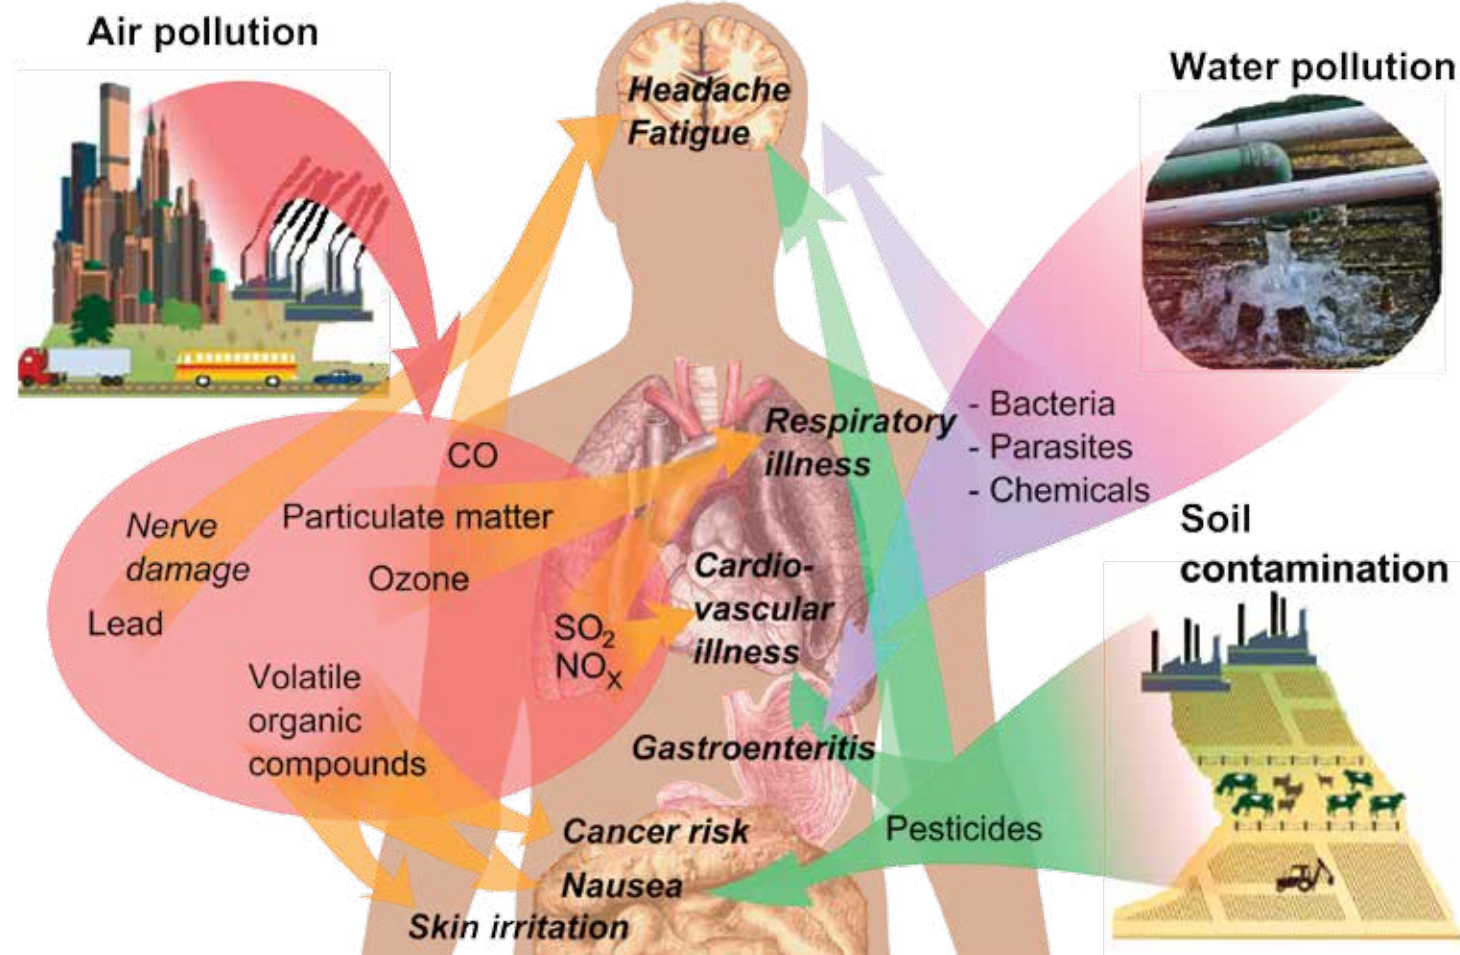 Air pollution
Water pollution
Headache
Fatigue
- Bacteria
- Parasites
- Chemicals
Respiratory
illness
CO
Particulate matter
Nerve
damage
Ozone
Lead
SO₂
NOₓ
Cardio-
vascular
illness
Volatile
organic
compounds
Soil
contamination
Gastroenteritis
Pesticides
Cancer risk
Nausea
Skin irritation